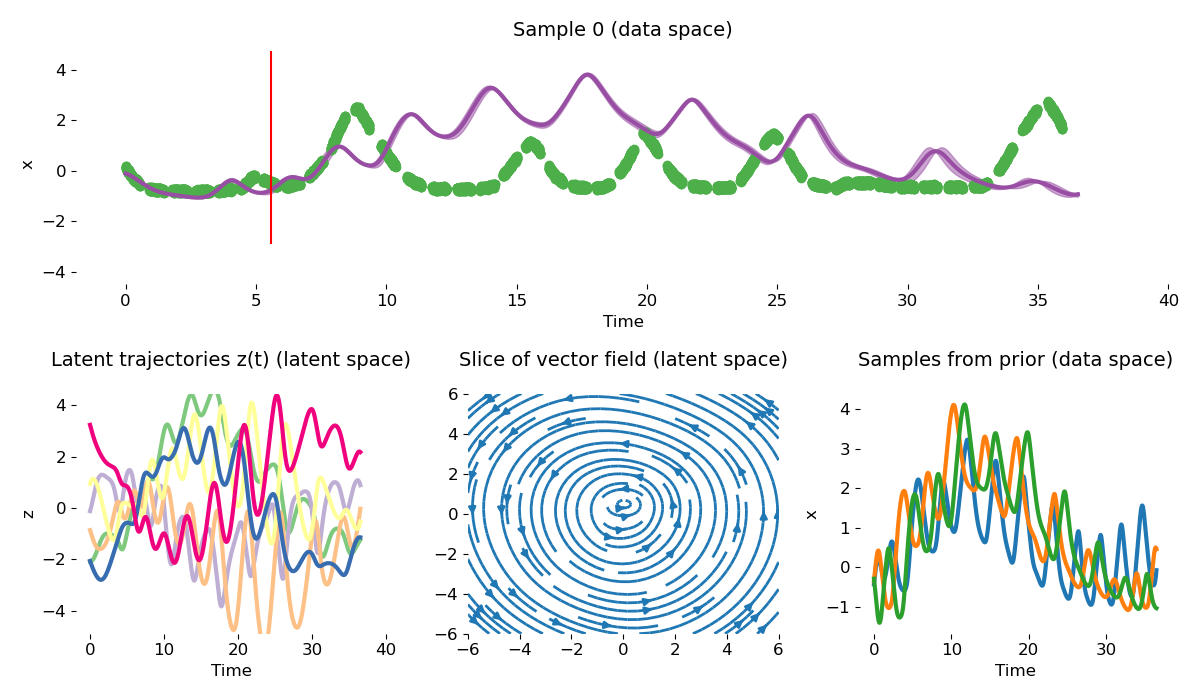 Sample 0 (data space)
4
2
0
−2
−4
x
0 5 10 15 20 25 30 35 40
Time
Latent trajectories z(t) (latent space)
4
2
0
−2
−4
z
0 10 20 30 40
Time
Slice of vector field (latent space)
6
4
2
0
−2
−4
−6
−6 −4 −2 0 2 4 6
Samples from prior (data space)
4
3
2
1
0
−1
x
0 10 20 30
Time